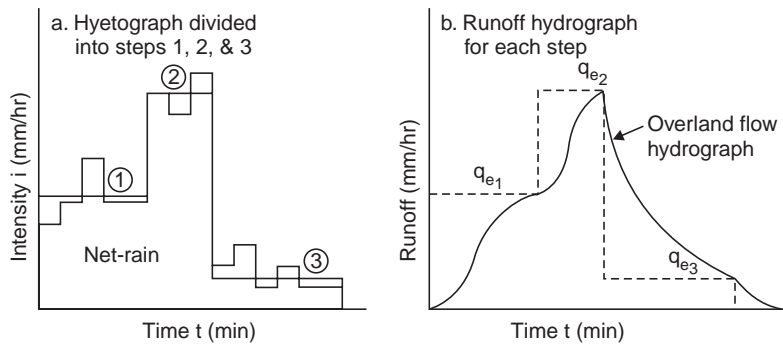 a. Hyetograph divided
into steps 1, 2, & 3
Intensity i (mm/hr)
1
2
3
Net-rain
Time t (min)
b. Runoff hydrograph
for each step
Runoff (mm/hr)
qe1
qe2
qe3
Overland flow
hydrograph
Time t (min)